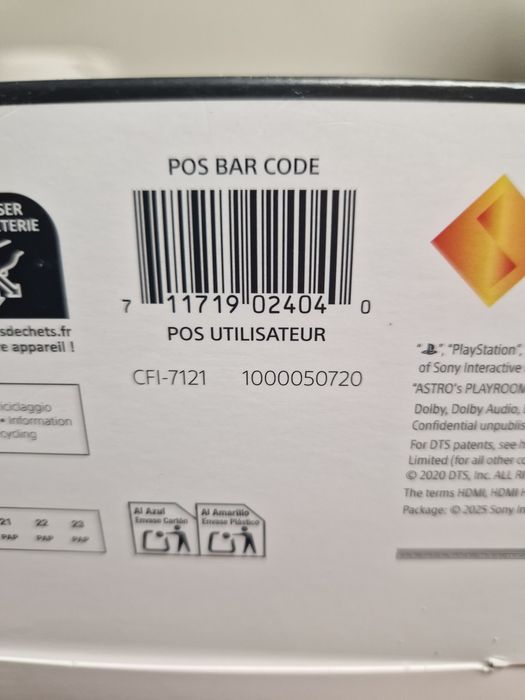 POS BAR CODE
7 11719 02404 0
POS UTILISATEUR
CFI-7121 1000050720
SER
TERIE
sdechets.fr
e appareil !
riciclaggio
• Information
cycling
21 22 23
PAP PAP PAP
Al Azul
Envase Cartón
Al Amarillo
Envase Plástico
"PlayStation",
of Sony Interactive
"ASTRO's PLAYROOM
Dolby, Dolby Audio,
Confidential unpublis
For DTS patents, see h
Limited (for all other co
© 2020 DTS, Inc. ALL RI
The terms HDMI, HDMI H
Package: © 2025 Sony In